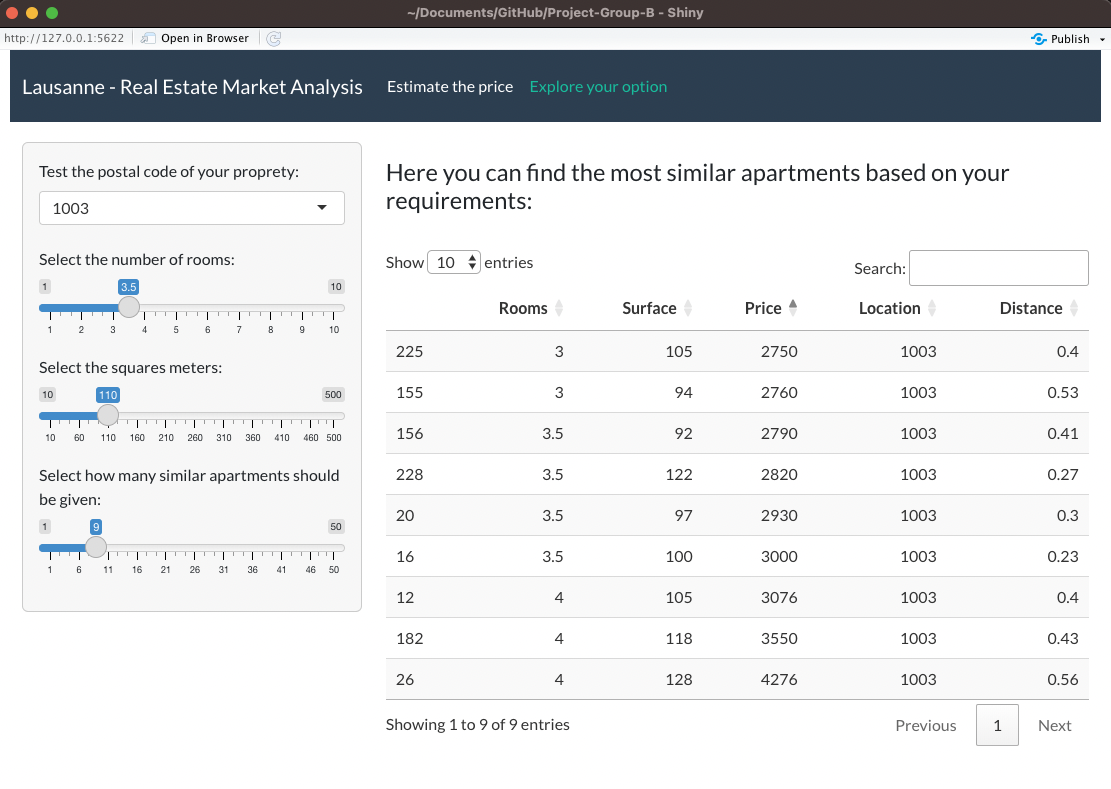 ~/Documents/GitHub/Project-Group-B - Shiny
http://127.0.0.1:5622 Open in Browser Publish
Lausanne - Real Estate Market Analysis Estimate the price Explore your option
Test the postal code of your proprety:
1003
Select the number of rooms:
1 3.5 10
1 2 3 4 5 6 7 8 9 10
Select the squares meters:
10 110 500
10 60 110 160 210 260 310 360 410 460 500
Select how many similar apartments should
be given:
1 9 50
1 6 11 16 21 26 31 36 41 46 50
Here you can find the most similar apartments based on your
requirements:
Show 10 entries
Search:
Rooms Surface Price Location Distance
225 3 105 2750 1003 0.4
155 3 94 2760 1003 0.53
156 3.5 92 2790 1003 0.41
228 3.5 122 2820 1003 0.27
20 3.5 97 2930 1003 0.3
16 3.5 100 3000 1003 0.23
12 4 105 3076 1003 0.4
182 4 118 3550 1003 0.43
26 4 128 4276 1003 0.56
Showing 1 to 9 of 9 entries
Previous 1 Next